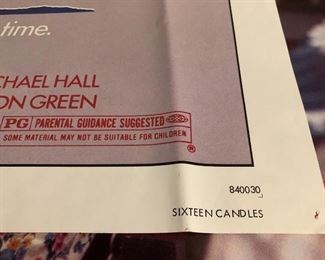 time.
CHAEL HALL
ON GREEN
PG PARENTAL GUIDANCE SUGGESTED
SOME MATERIAL MAY NOT BE SUITABLE FOR CHILDREN
®
840030
SIXTEEN CANDLES